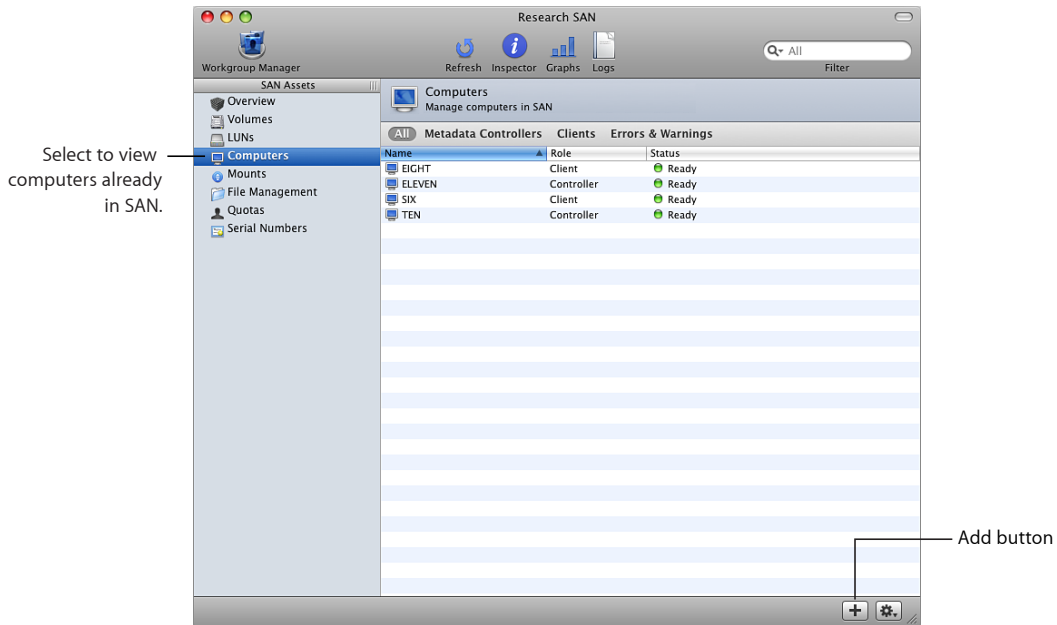 Research SAN
Workgroup Manager
Refresh Inspector Graphs Logs
All
Filter
SAN Assets
Overview
Volumes
LUNs
Computers
Mounts
File Management
Quotas
Serial Numbers
Computers
Manage computers in SAN
All Metadata Controllers Clients Errors & Warnings
Name Role Status
EIGHT Client Ready
ELEVEN Controller Ready
SIX Client Ready
TEN Controller Ready
Select to view
computers already
in SAN.
Add button